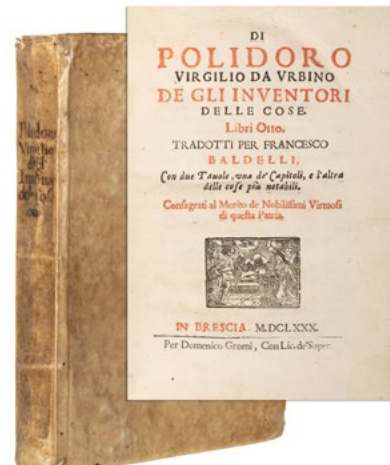 DI
POLIDORO
VIRGILIO DA VRBINO
DE GLI INVENTORI
DELLE COSE.
Libri Otto.
TRADOTTI PER FRANCESCO
BALDELLI,
Con due Tauole, vna de' Capitoli, e l'altra
delle cose più notabili.
Consegrati al Merito de Nobilissimi Virtuosi
di questa Patria,
IN BRESCIA. M.DCLXXX.
Per Domenico Gromi, Con Lic. de' Super.
Polidoro
Virgilio